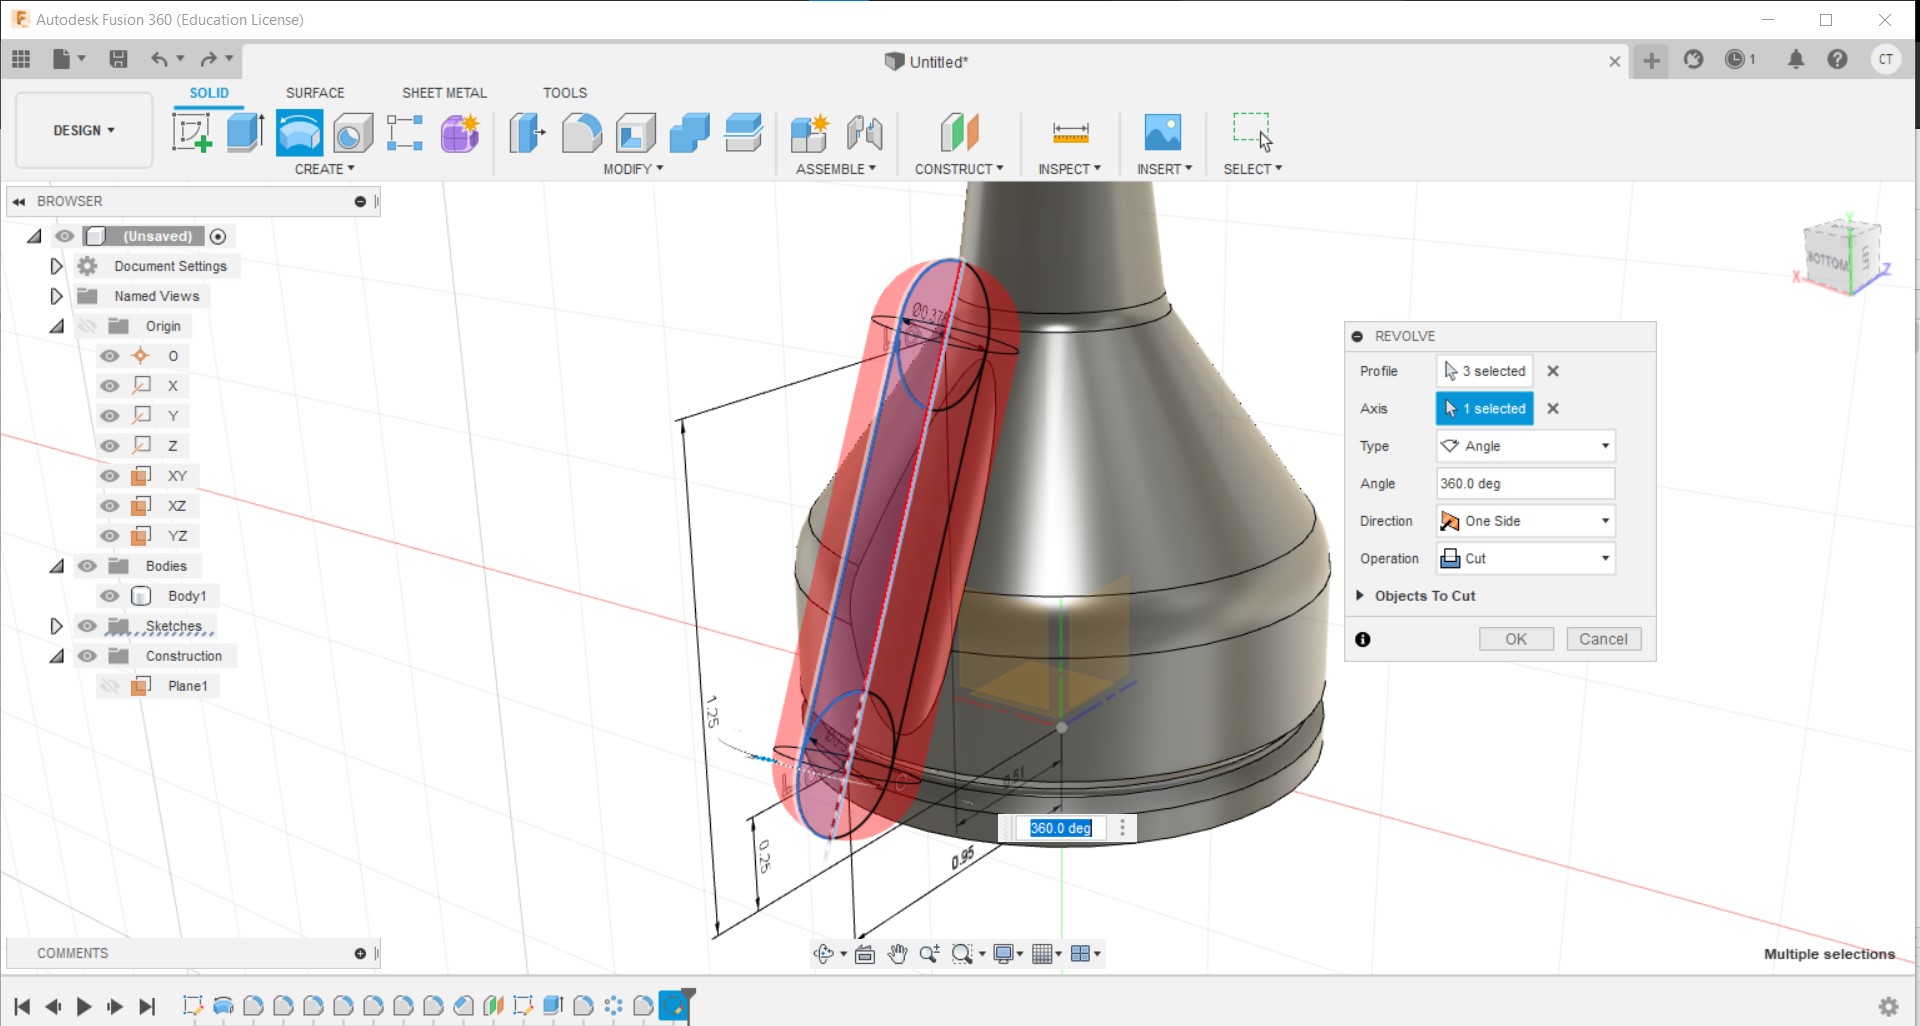 Autodesk Fusion 360 (Education License)
Untitled*
1
CT
SOLID
SURFACE
SHEET METAL
TOOLS
DESIGN
CREATE
MODIFY
ASSEMBLE
CONSTRUCT
INSPECT
INSERT
SELECT
BROWSER
(Unsaved)
Document Settings
Named Views
Origin
O
X
Y
Z
XY
XZ
YZ
Bodies
Body1
Sketches
Construction
Plane1
BOTTOM
LEFT
X
Y
Z
REVOLVE
Profile
3 selected
Axis
1 selected
Type
Angle
Angle
360.0 deg
Direction
One Side
Operation
Cut
Objects To Cut
OK
Cancel
1.25
0.25
0.51
0.95
360.0 deg
COMMENTS
Multiple selections